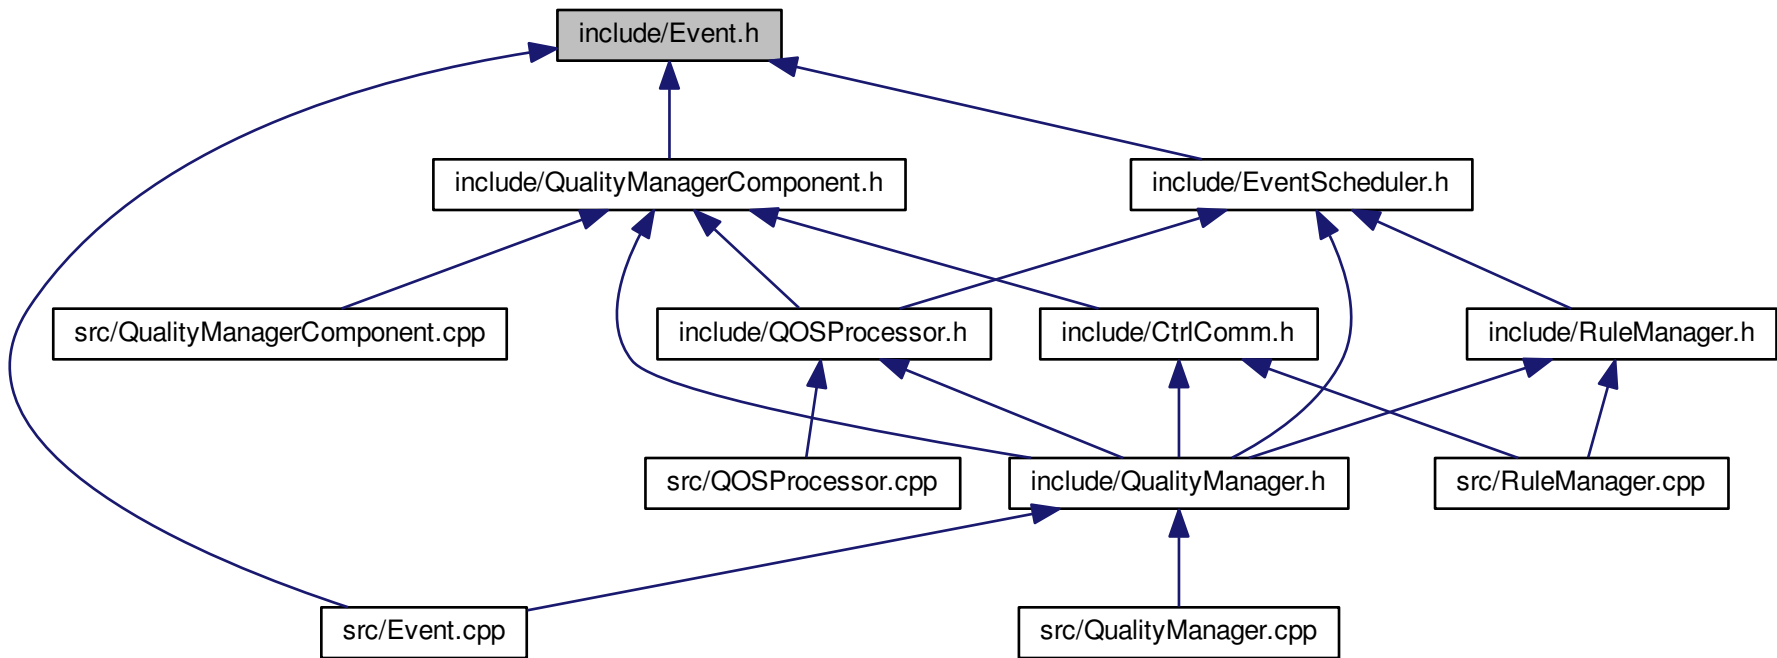 include/Event.h
include/QualityManagerComponent.h
include/EventScheduler.h
src/QualityManagerComponent.cpp
include/QOSProcessor.h
include/CtrlComm.h
include/RuleManager.h
src/QOSProcessor.cpp
include/QualityManager.h
src/RuleManager.cpp
src/Event.cpp
src/QualityManager.cpp